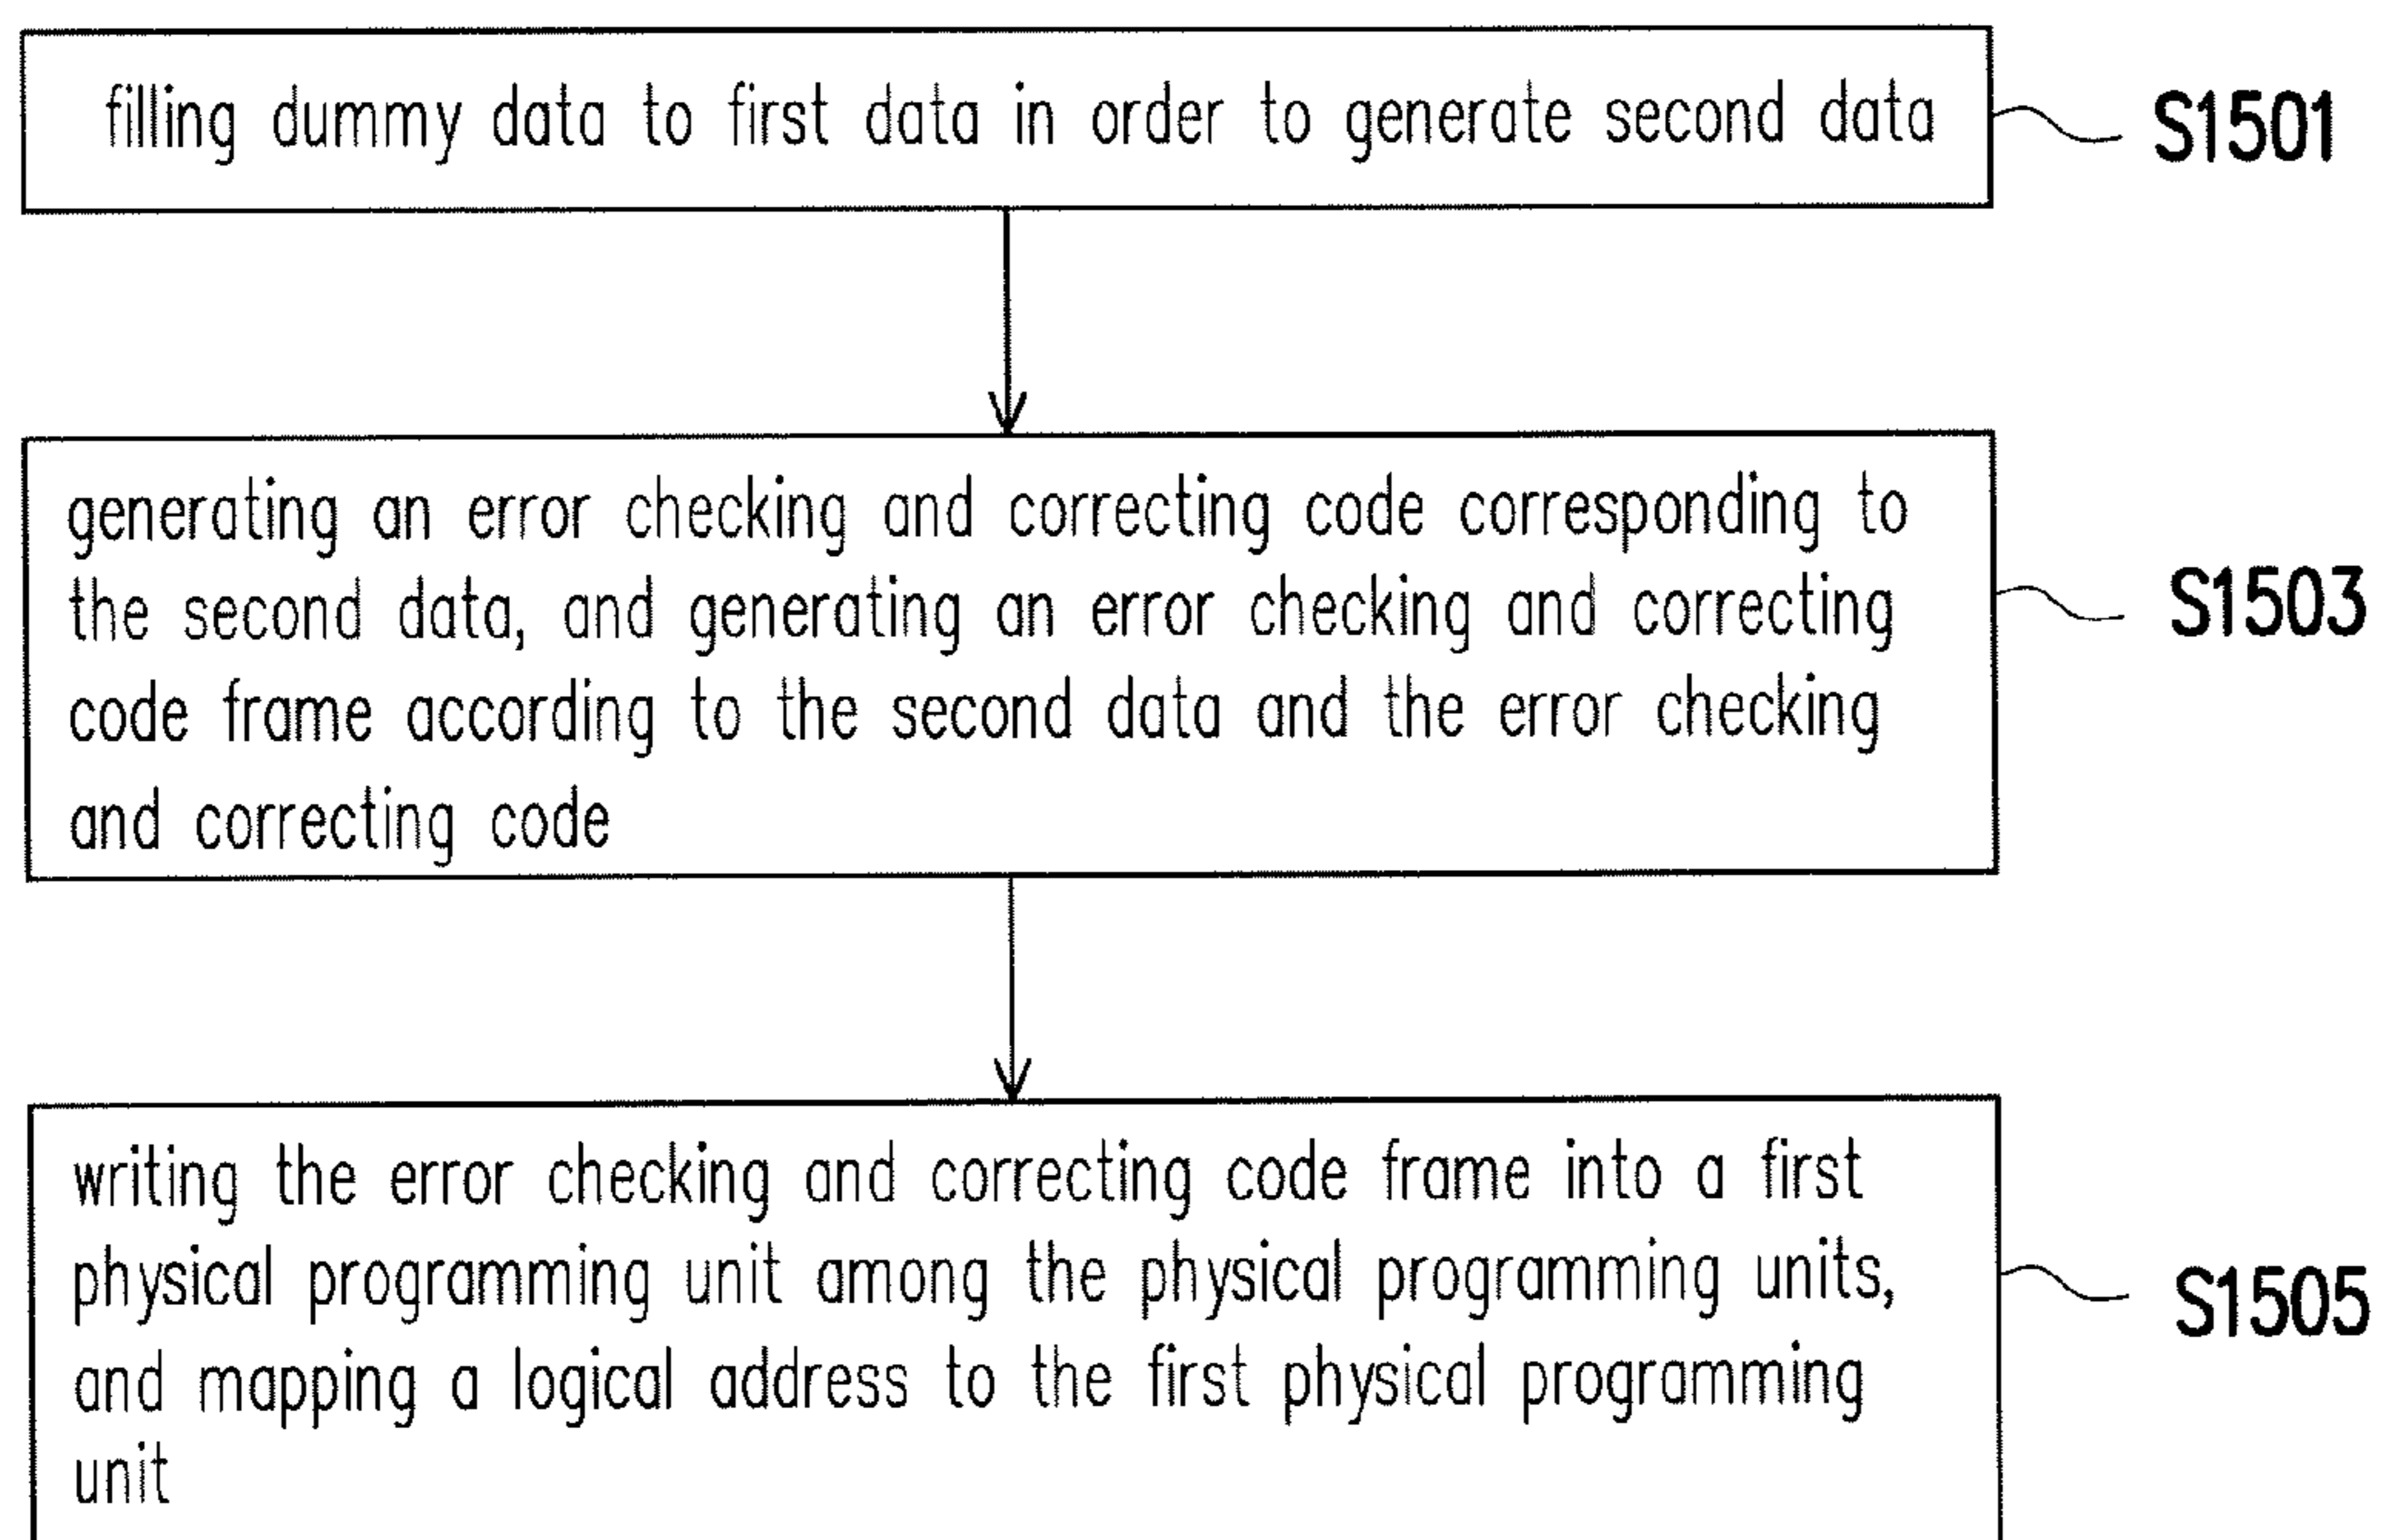 filling dummy data to first data in order to generate second data
S1501
generating an error checking and correcting code corresponding to
the second data, and generating an error checking and correcting
code frame according to the second data and the error checking
and correcting code
S1503
writing the error checking and correcting code frame into a first
physical programming unit among the physical programming units,
and mapping a logical address to the first physical programming
unit
S1505